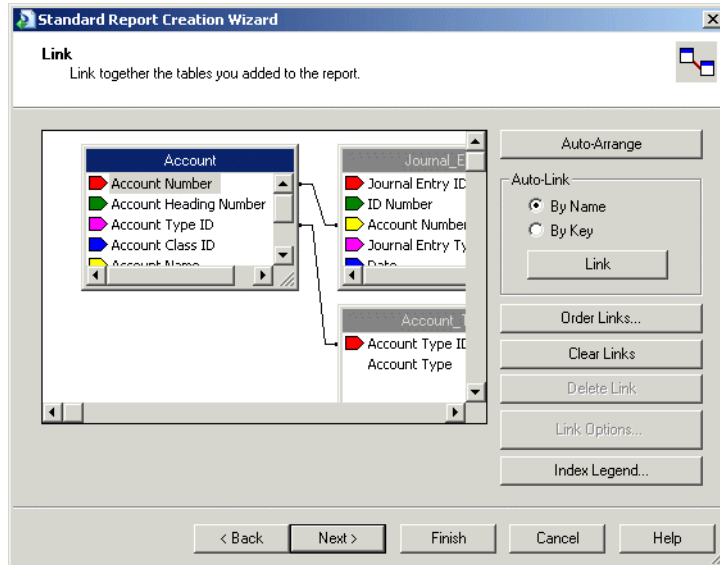 Standard Report Creation Wizard
Link
Link together the tables you added to the report.
Account
Account Number
Account Heading Number
Account Type ID
Account Class ID
Account Name
Journal_E
Journal Entry ID
ID Number
Account Number
Journal Entry Ty
Date
Account_T
Account Type ID
Account Type
Auto-Arrange
Auto-Link
By Name
By Key
Link
Order Links...
Clear Links
Delete Link
Link Options...
Index Legend...
< Back
Next >
Finish
Cancel
Help